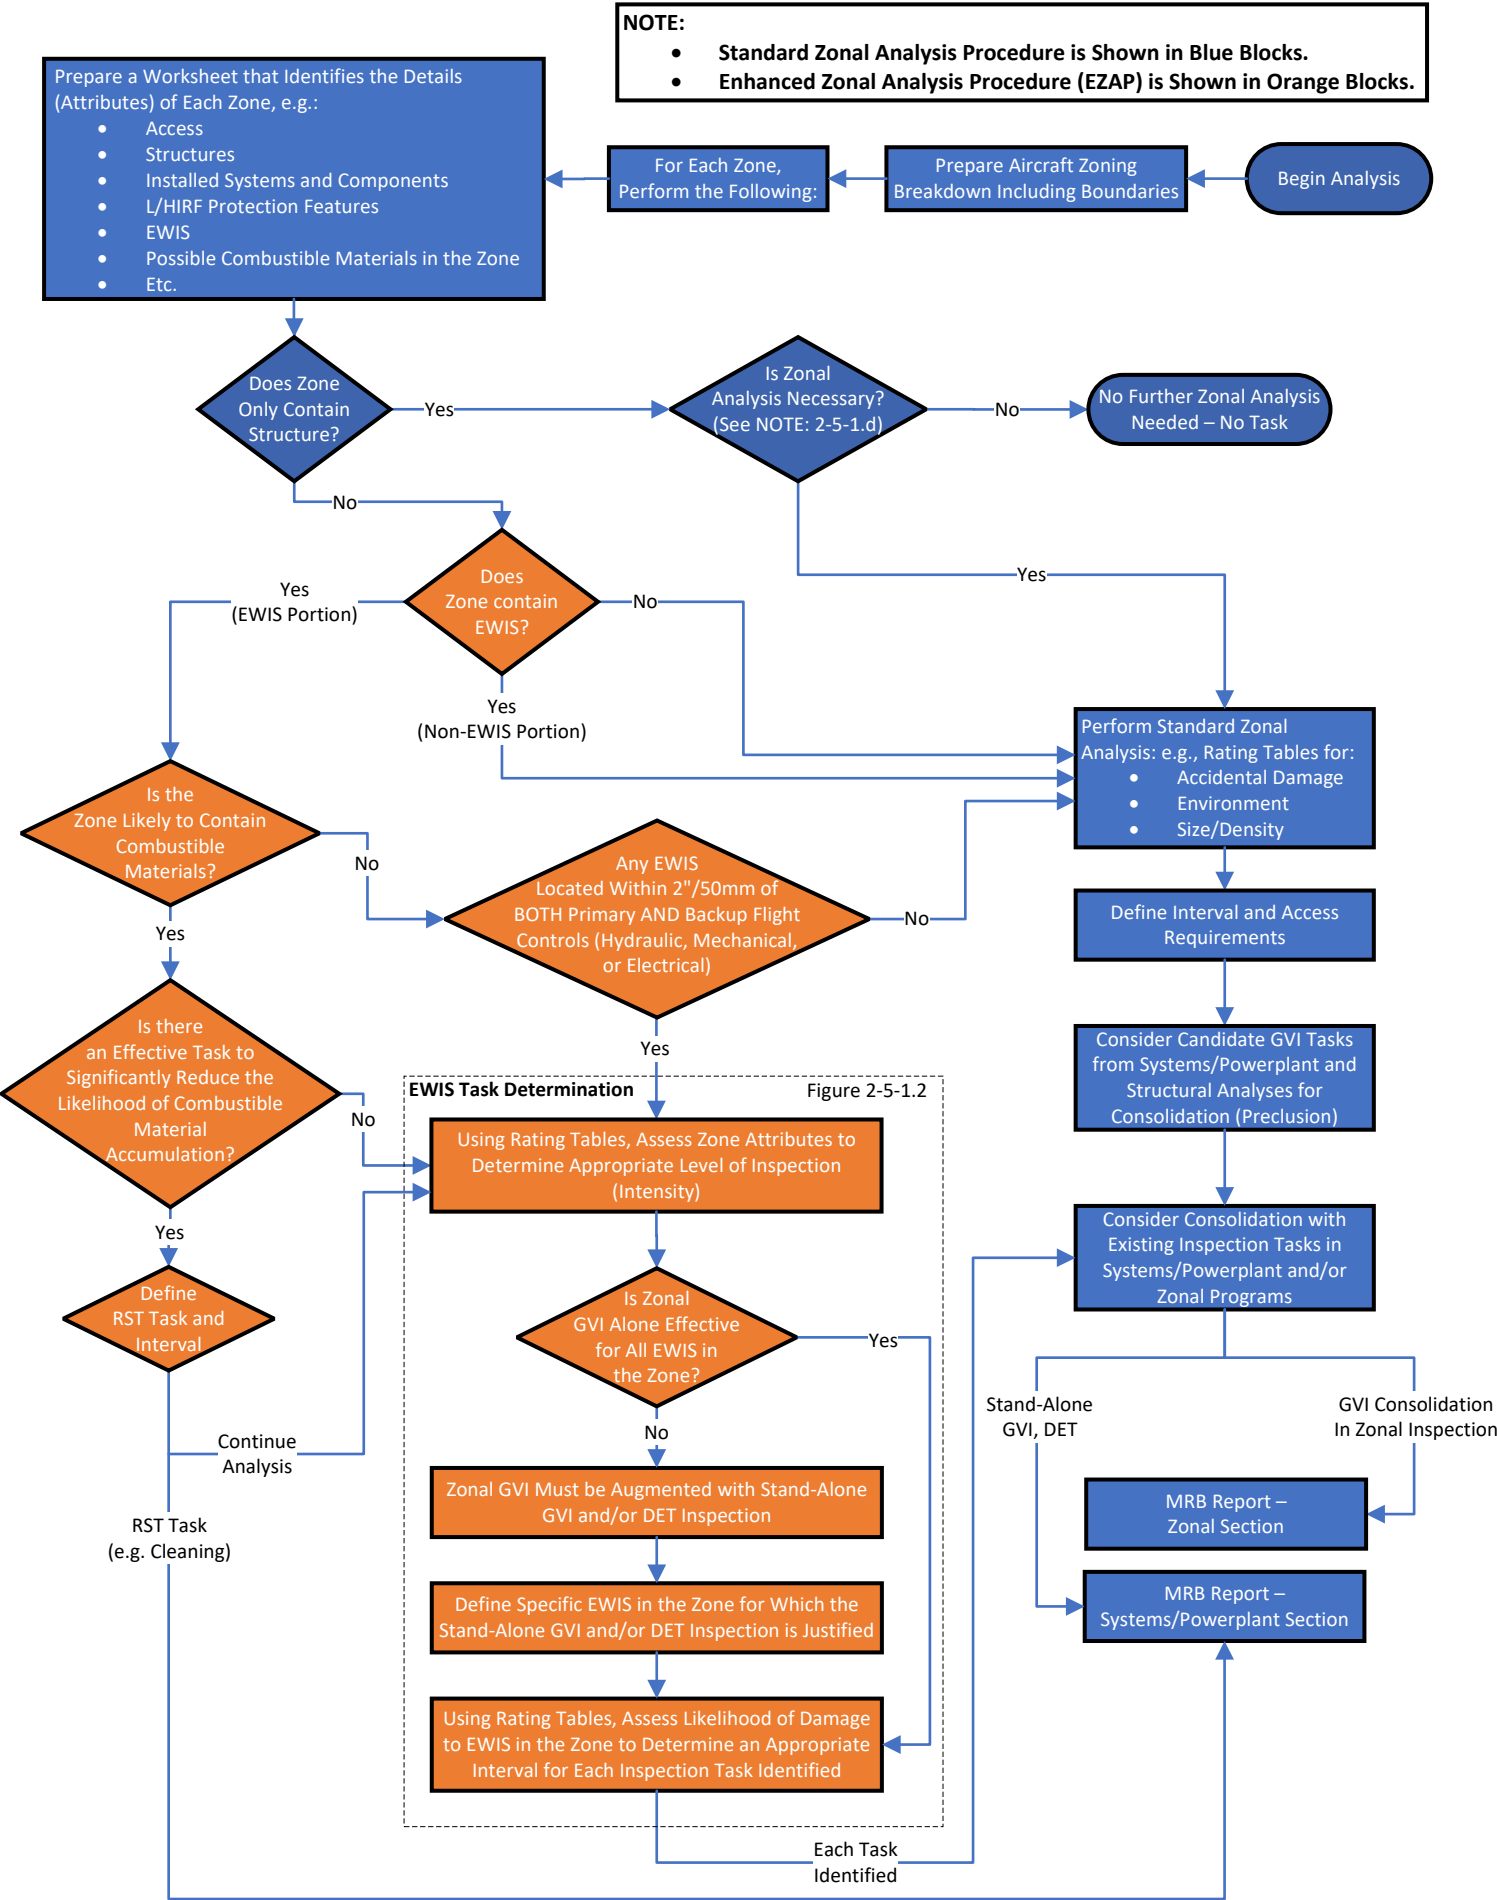 NOTE:
• Standard Zonal Analysis Procedure is Shown in Blue Blocks.
• Enhanced Zonal Analysis Procedure (EZAP) is Shown in Orange Blocks.
Begin Analysis
Prepare Aircraft Zoning
Breakdown Including Boundaries
For Each Zone,
Perform the Following:
Prepare a Worksheet that Identifies the Details
(Attributes) of Each Zone, e.g.:
• Access
• Structures
• Installed Systems and Components
• L/HIRF Protection Features
• EWIS
• Possible Combustible Materials in the Zone
• Etc.
Does Zone
Only Contain
Structure?
Yes
Is Zonal
Analysis Necessary?
(See NOTE: 2-5-1.d)
No
No Further Zonal Analysis
Needed – No Task
No
Yes
Does
Zone contain
EWIS?
Yes
(EWIS Portion)
No
Yes
(Non-EWIS Portion)
Perform Standard Zonal
Analysis: e.g., Rating Tables for:
• Accidental Damage
• Environment
• Size/Density
Is the
Zone Likely to Contain
Combustible
Materials?
No
Yes
Any EWIS
Located Within 2"/50mm of
BOTH Primary AND Backup Flight
Controls (Hydraulic, Mechanical,
or Electrical)
No
Yes
Define Interval and Access
Requirements
Is there
an Effective Task to
Significantly Reduce the
Likelihood of Combustible
Material
Accumulation?
No
Yes
Consider Candidate GVI Tasks
from Systems/Powerplant and
Structural Analyses for
Consolidation (Preclusion)
EWIS Task Determination
Figure 2-5-1.2
Using Rating Tables, Assess Zone Attributes to
Determine Appropriate Level of Inspection
(Intensity)
Define
RST Task and
Interval
Is Zonal
GVI Alone Effective
for All EWIS in
the Zone?
Yes
No
Consider Consolidation with
Existing Inspection Tasks in
Systems/Powerplant and/or
Zonal Programs
Stand-Alone
GVI, DET
GVI Consolidation
In Zonal Inspection
Continue
Analysis
RST Task
(e.g. Cleaning)
Zonal GVI Must be Augmented with Stand-Alone
GVI and/or DET Inspection
MRB Report –
Zonal Section
Define Specific EWIS in the Zone for Which the
Stand-Alone GVI and/or DET Inspection is Justified
MRB Report –
Systems/Powerplant Section
Using Rating Tables, Assess Likelihood of Damage
to EWIS in the Zone to Determine an Appropriate
Interval for Each Inspection Task Identified
Each Task
Identified